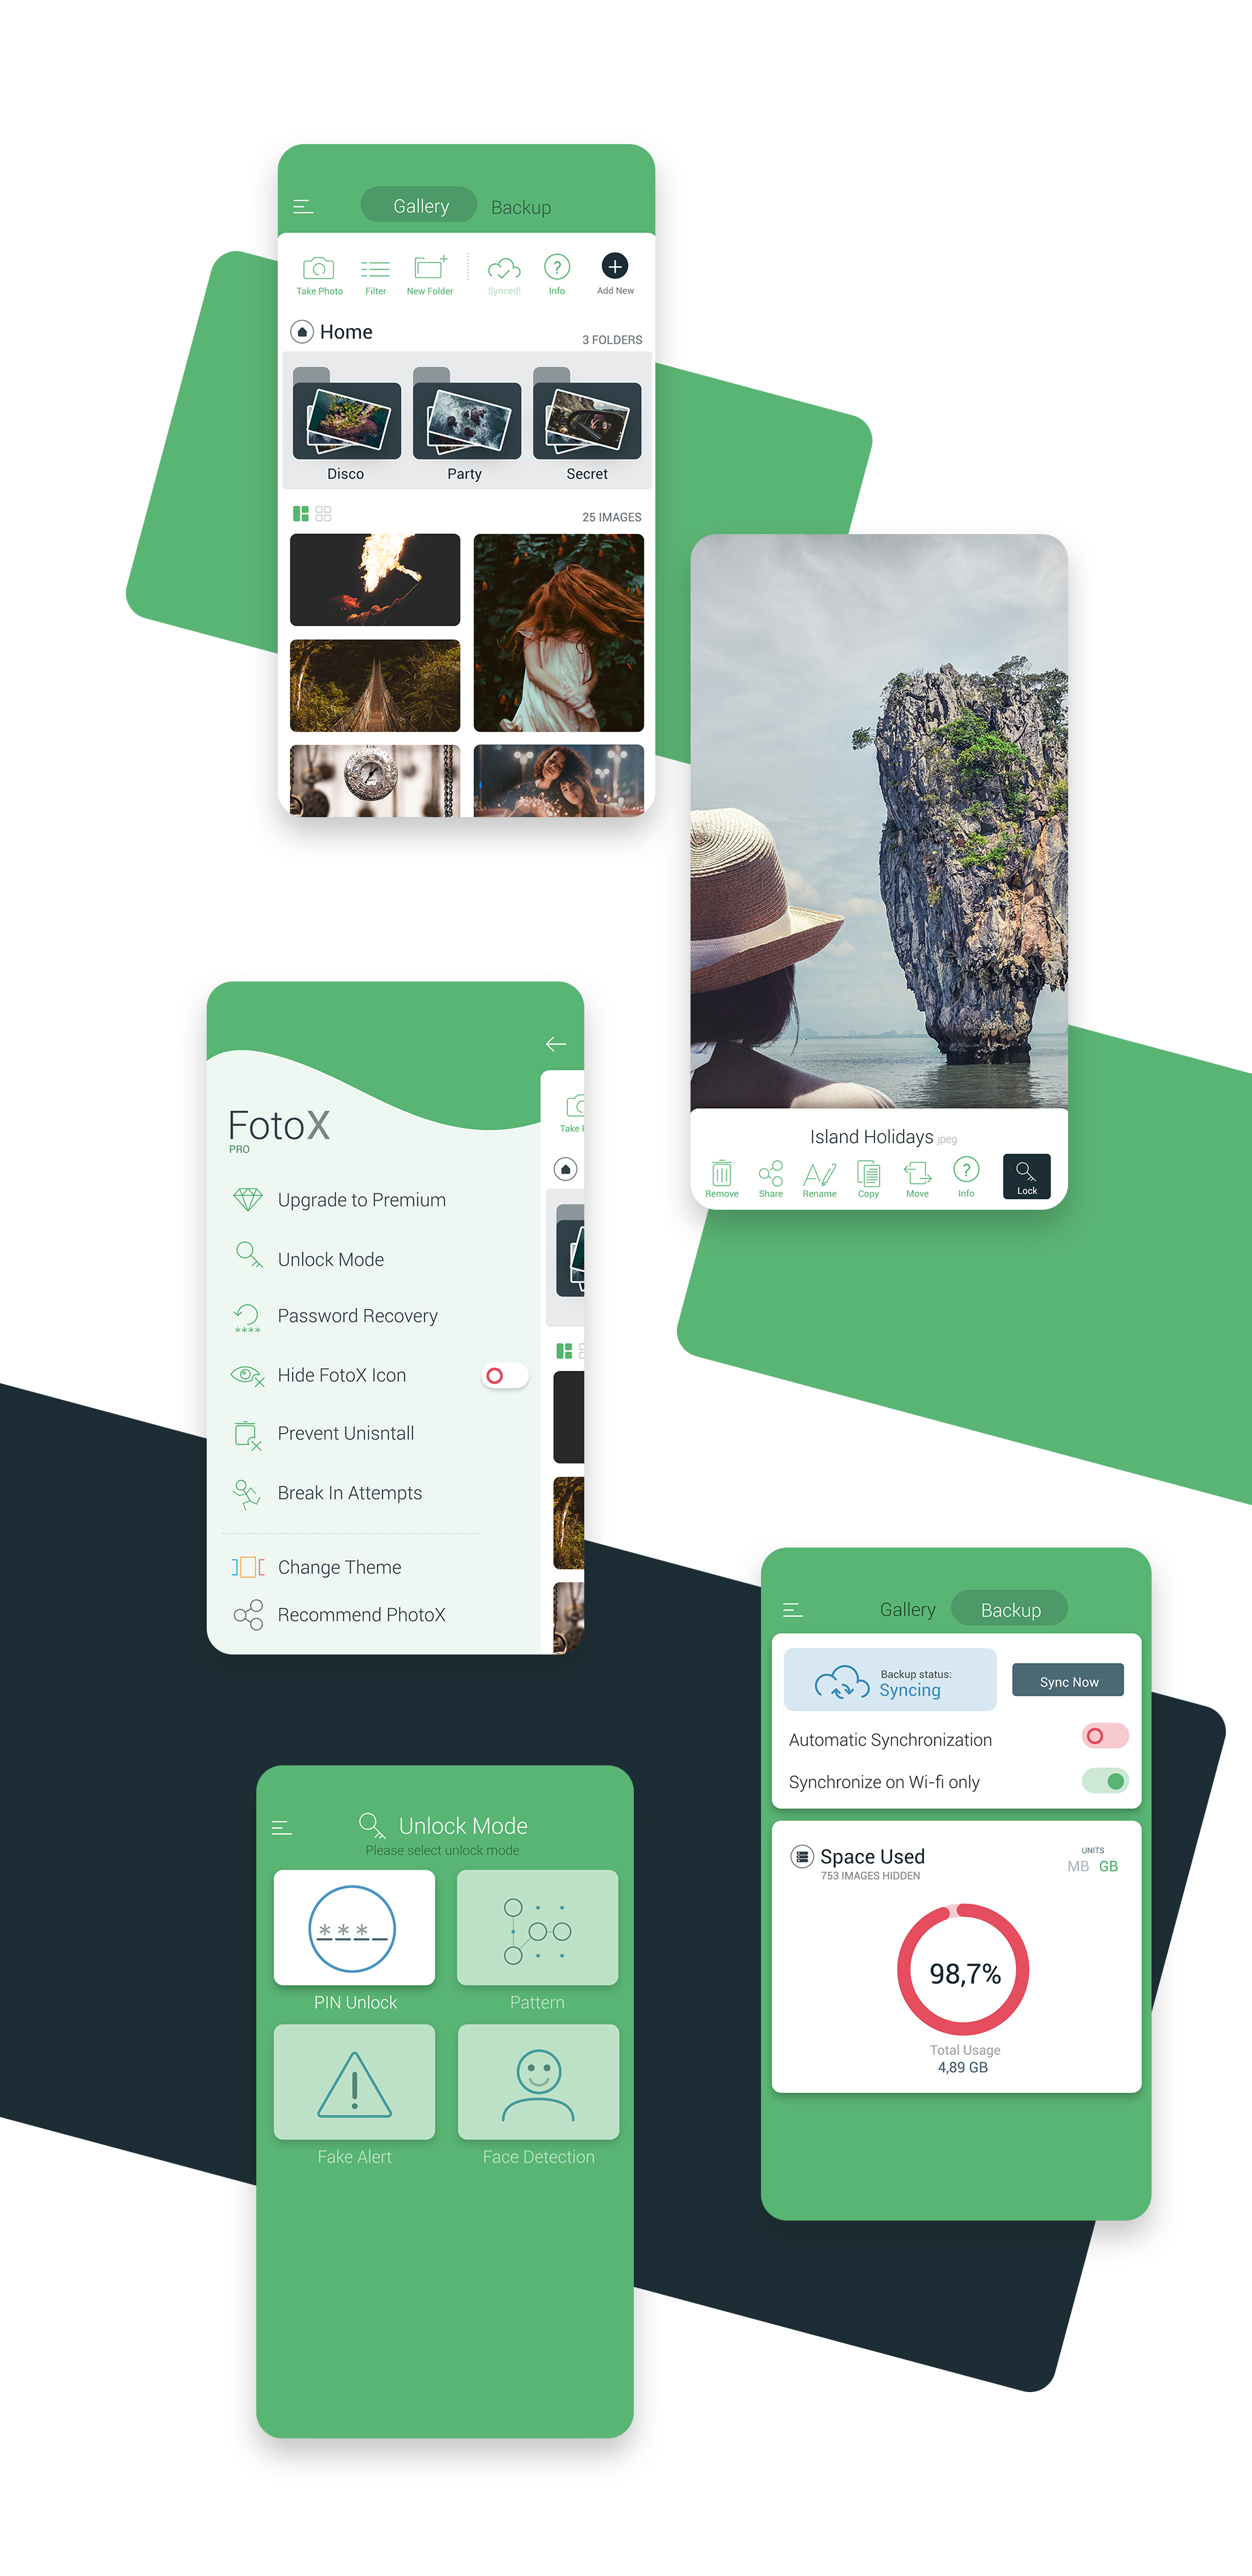 Gallery Backup
Take Photo Filter New Folder Synced! Info Add New
Home 3 FOLDERS
Disco Party Secret
25 IMAGES
Island Holidays.jpeg
Remove Share Rename Copy Move Info Lock
FotoX
PRO
Take P
Upgrade to Premium
Unlock Mode
Password Recovery
****
Hide FotoX Icon
Prevent Unisntall
Break In Attempts
Change Theme
Recommend PhotoX
Gallery Backup
Backup status:
Syncing
Sync Now
Automatic Synchronization
Synchronize on Wi-fi only
Space Used
753 IMAGES HIDDEN
UNITS
MB GB
98,7%
Total Usage
4,89 GB
Unlock Mode
Please select unlock mode
***_
PIN Unlock Pattern
Fake Alert Face Detection